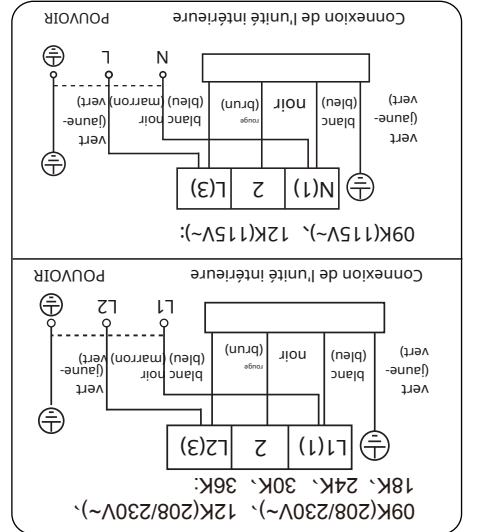 09K(208/230V~)、12K(208/230V~)、
18K、24K、30K、36K:
L1(1) 2 L2(3)
vert
(jaune-
vert)
blanc
(bleu)
noir
rouge
(brun)
blanc noir
(bleu) (marron)
vert
(jaune-
vert)
L1 L2
Connexion de l'unité intérieure POUVOIR
09K(115V~)、12K(115V~):
N(1) 2 L(3)
vert
(jaune-
vert)
blanc
(bleu)
noir
rouge
(brun)
blanc noir
(bleu) (marron)
vert
(jaune-
vert)
N L
Connexion de l'unité intérieure POUVOIR